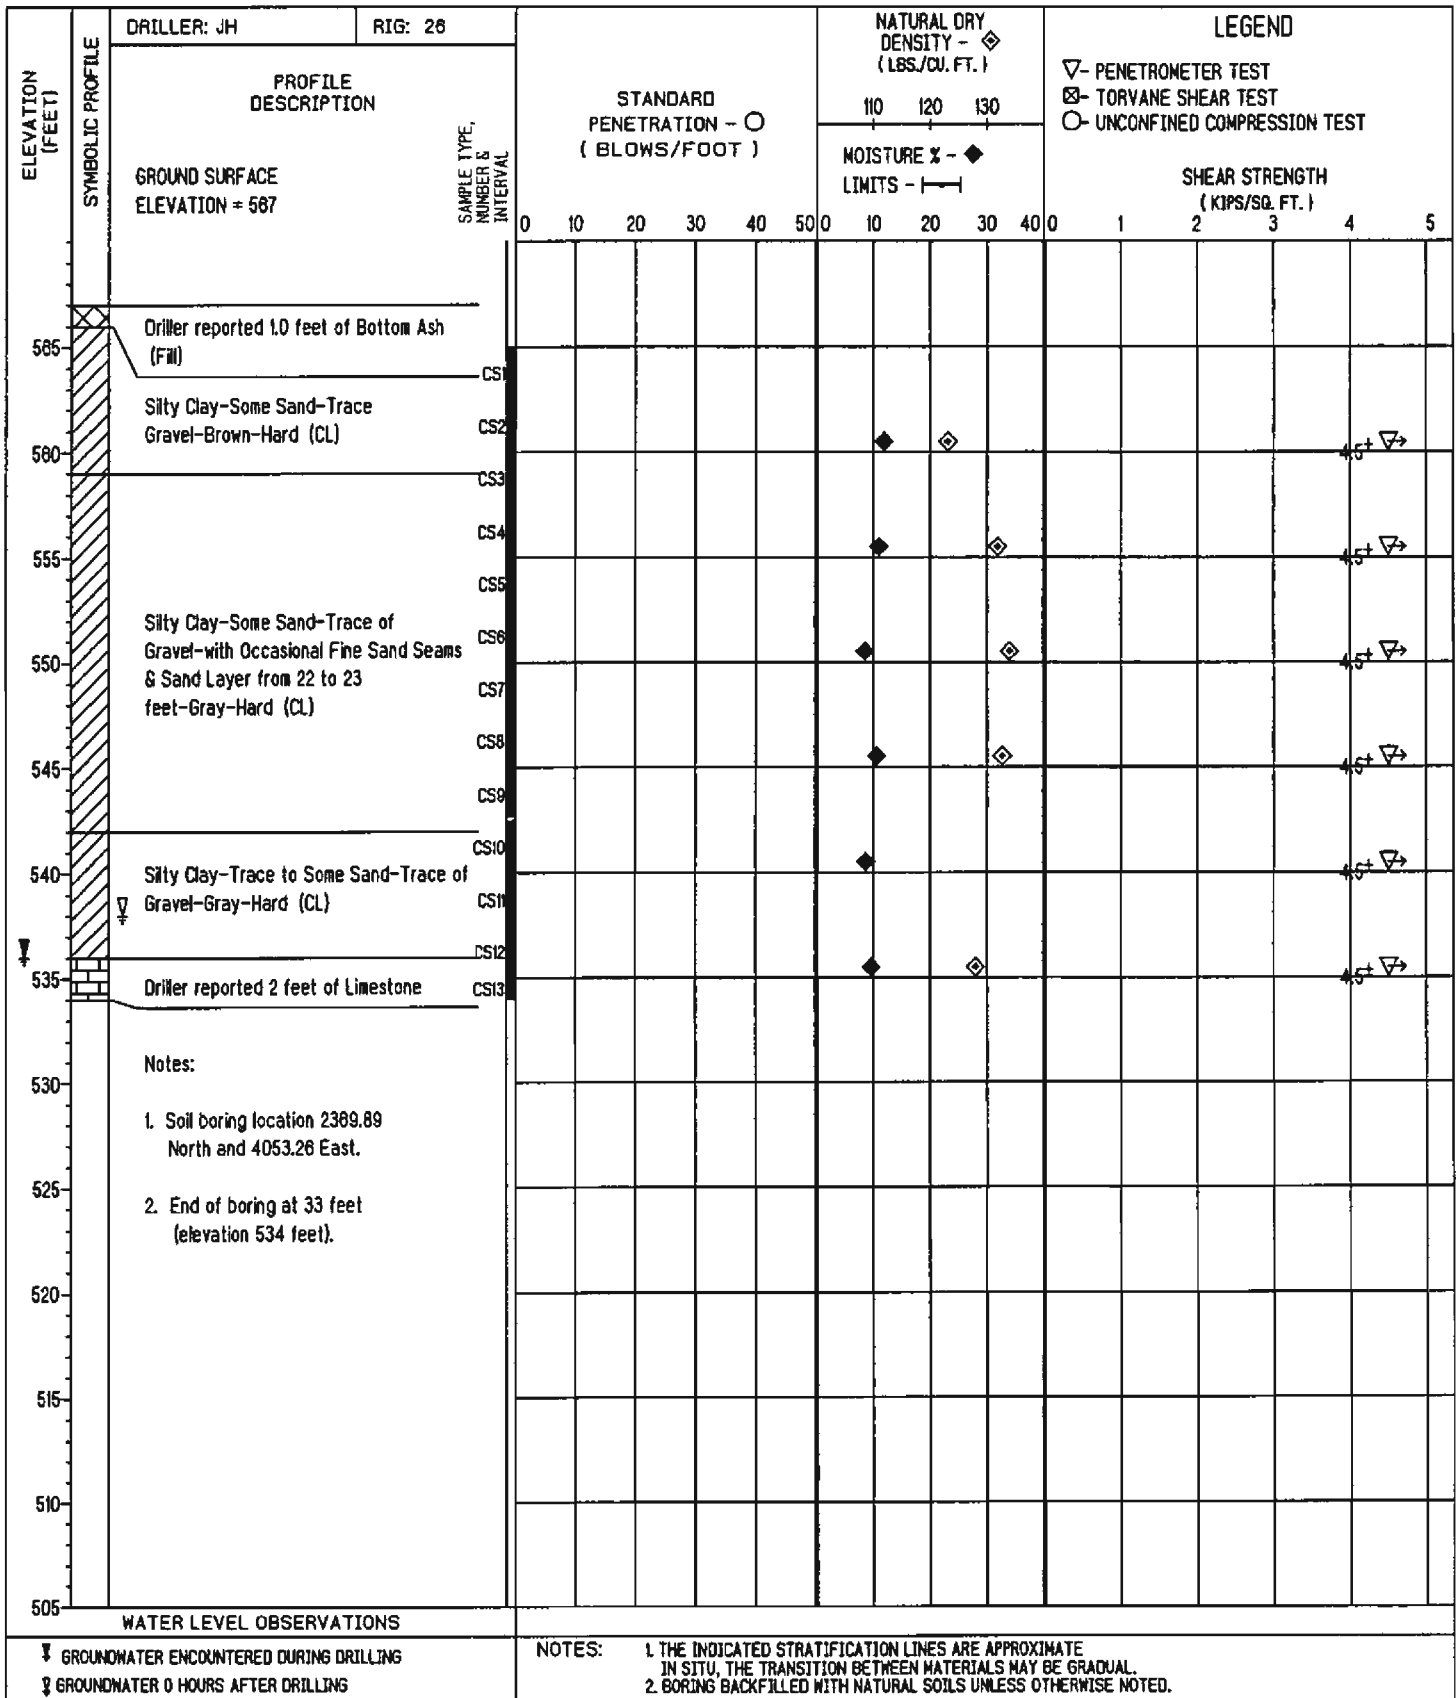 DRILLER: JH
RIG: 26
ELEVATION
(FEET)
SYMBOLIC PROFILE
PROFILE
DESCRIPTION
GROUND SURFACE
ELEVATION = 567
SAMPLE TYPE,
NUMBER &
INTERVAL
STANDARD
PENETRATION - O
( BLOWS/FOOT )
0 10 20 30 40 50
NATURAL DRY
DENSITY -
( LBS./CU. FT. )
110 120 130
MOISTURE % - ◆
LIMITS -
0 10 20 30 40
LEGEND
▽- PENETROMETER TEST
⊠- TORVANE SHEAR TEST
O- UNCONFINED COMPRESSION TEST
SHEAR STRENGTH
( KIPS/SQ. FT. )
0 1 2 3 4 5
Driller reported 1.0 feet of Bottom Ash
(Fill)
565
CS1
Silty Clay-Some Sand-Trace
Gravel-Brown-Hard (CL)
CS2
560
4.5+
CS3
CS4
555
4.5+
CS5
Silty Clay-Some Sand-Trace of
Gravel-with Occasional Fine Sand Seams
& Sand Layer from 22 to 23
feet-Gray-Hard (CL)
CS6
550
4.5+
CS7
CS8
545
4.5+
CS9
CS10
540
4.5+
Silty Clay-Trace to Some Sand-Trace of
Gravel-Gray-Hard (CL)
CS11
CS12
535
4.5+
Driller reported 2 feet of Limestone
CS13
Notes:
530
1. Soil boring location 2369.89
North and 4053.26 East.
525
2. End of boring at 33 feet
(elevation 534 feet).
520
515
510
505
WATER LEVEL OBSERVATIONS
GROUNDWATER ENCOUNTERED DURING DRILLING
GROUNDWATER 0 HOURS AFTER DRILLING
NOTES: 1. THE INDICATED STRATIFICATION LINES ARE APPROXIMATE
IN SITU, THE TRANSITION BETWEEN MATERIALS MAY BE GRADUAL.
2. BORING BACKFILLED WITH NATURAL SOILS UNLESS OTHERWISE NOTED.